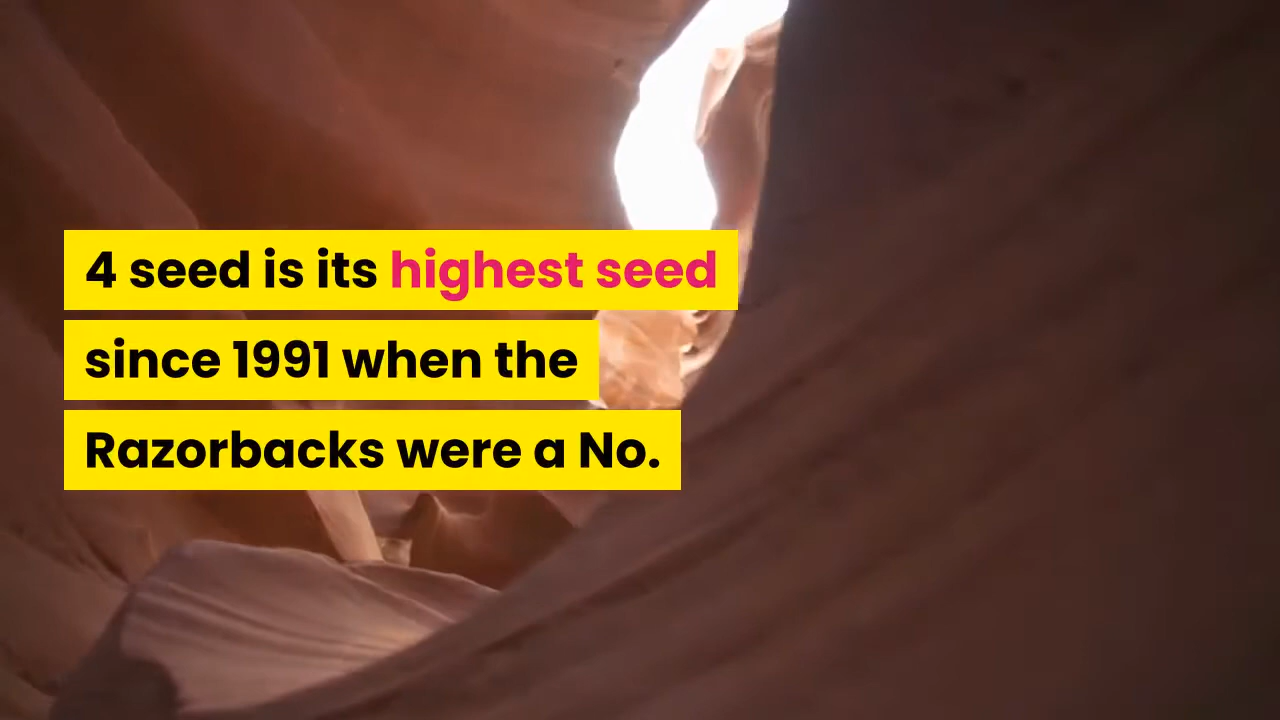 4 seed is its highest seed
since 1991 when the
Razorbacks were a No.